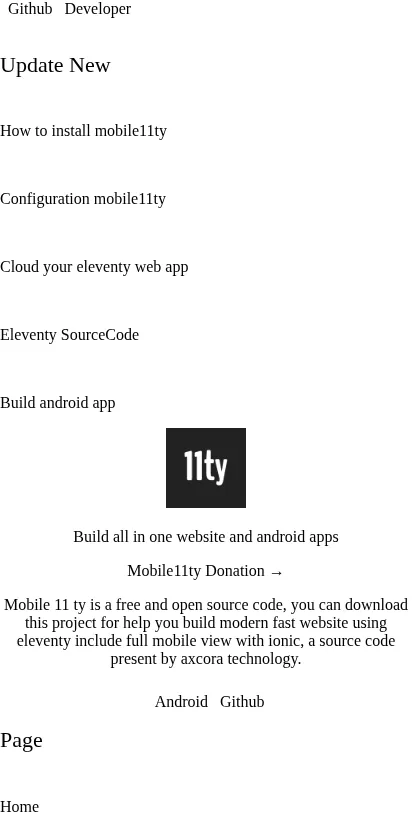 Github Developer
Update New
How to install mobile11ty
Configuration mobile11ty
Cloud your eleventy web app
Eleventy SourceCode
Build android app
11ty
Build all in one website and android apps
Mobile11ty Donation →
Mobile 11 ty is a free and open source code, you can download
this project for help you build modern fast website using
eleventy include full mobile view with ionic, a source code
present by axcora technology.
Android Github
Page
Home